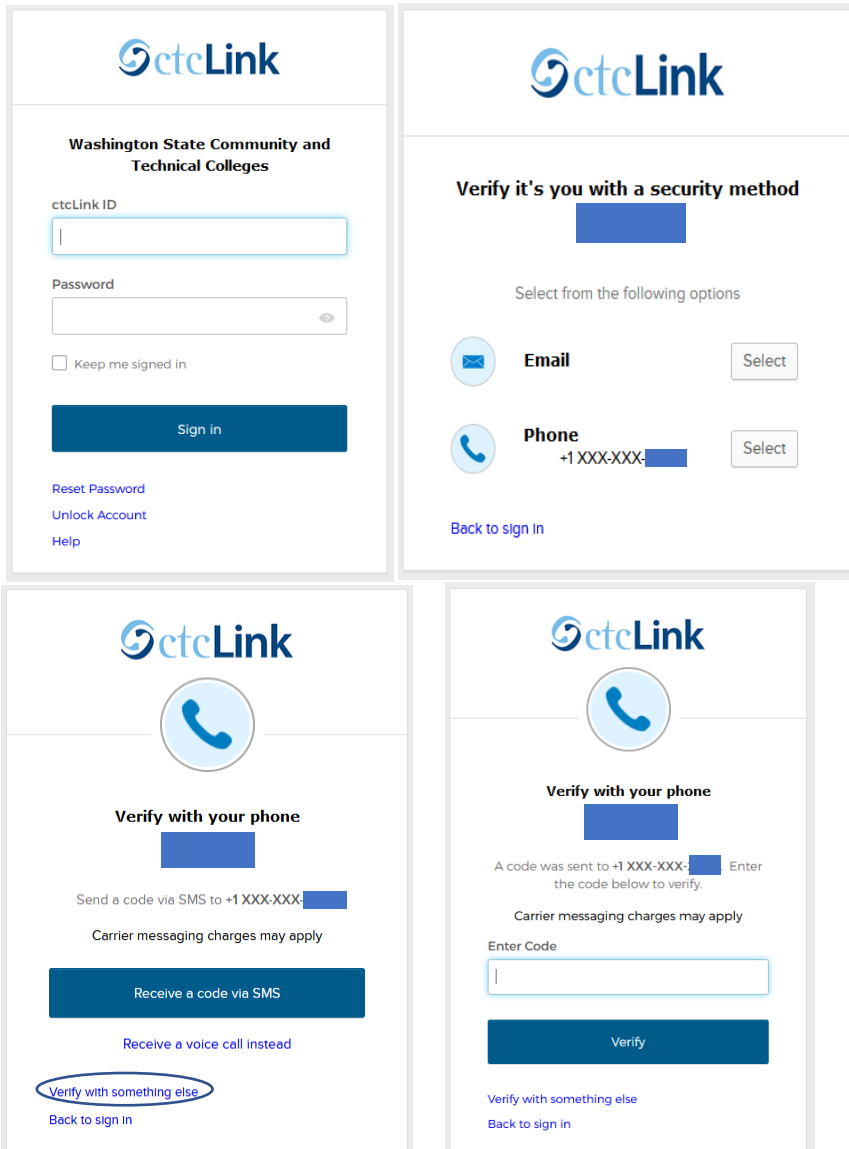 ctcLink
Washington State Community and
Technical Colleges
ctcLink ID
Password
Keep me signed in
Sign in
Reset Password
Unlock Account
Help
ctcLink
Verify it's you with a security method
Select from the following options
Email
Select
Phone
+1 XXX-XXX-
Select
Back to sign in
ctcLink
Verify with your phone
Send a code via SMS to +1 XXX-XXX-
Carrier messaging charges may apply
Receive a code via SMS
Receive a voice call instead
Verify with something else
Back to sign in
ctcLink
Verify with your phone
A code was sent to +1 XXX-XXX- . Enter
the code below to verify.
Carrier messaging charges may apply
Enter Code
Verify
Verify with something else
Back to sign in